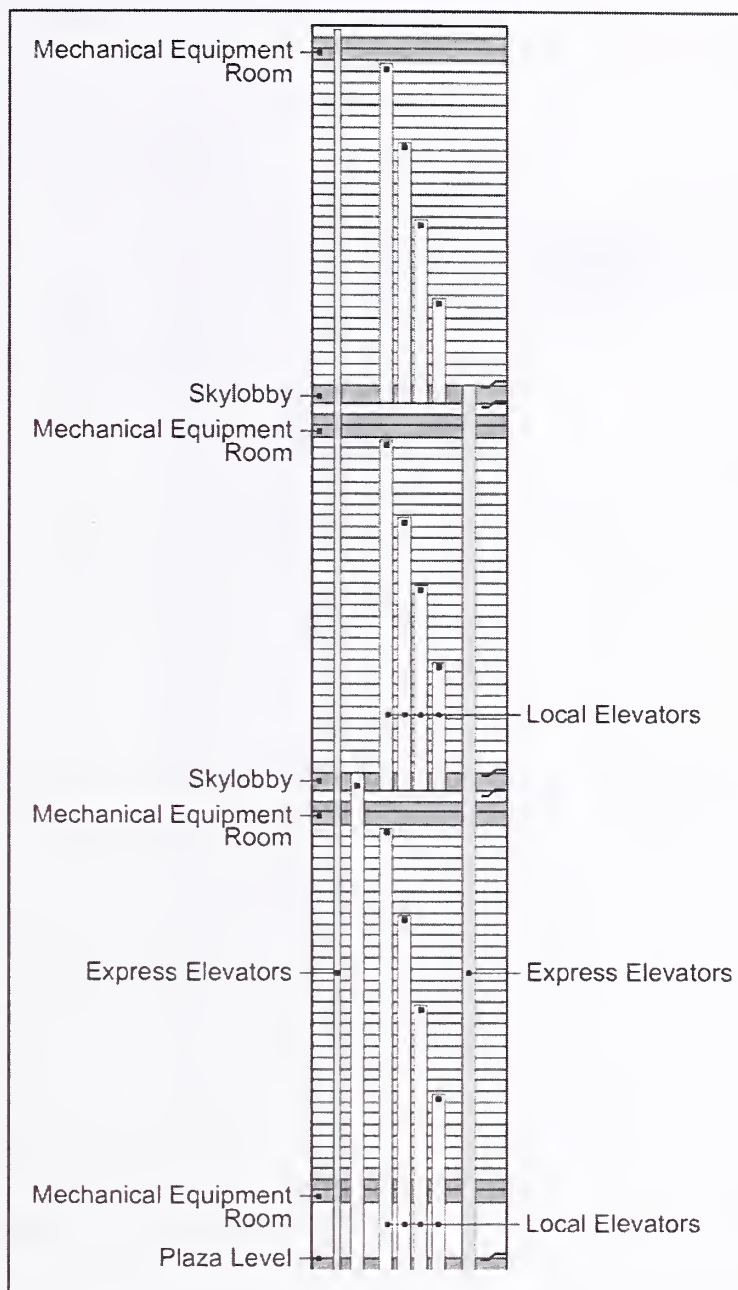 Mechanical Equipment
Room
Skylobby
Mechanical Equipment
Room
Local Elevators
Skylobby
Mechanical Equipment
Room
Express Elevators
Express Elevators
Mechanical Equipment
Room
Local Elevators
Plaza Level